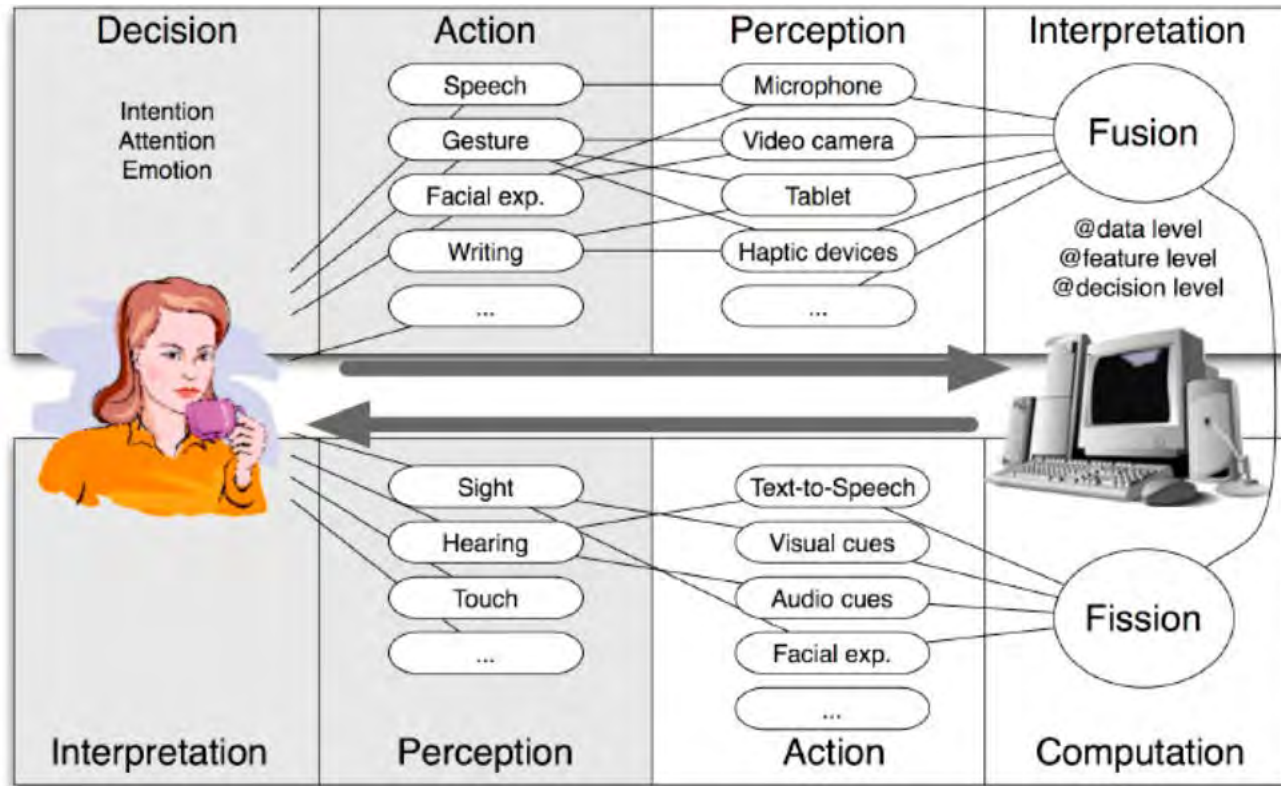 Decision
Action
Perception
Interpretation
Intention
Attention
Emotion
Speech
Gesture
Facial exp.
Writing
...
Microphone
Video camera
Tablet
Haptic devices
...
Fusion
@data level
@feature level
@decision level
Sight
Hearing
Touch
...
Text-to-Speech
Visual cues
Audio cues
Facial exp.
...
Fission
Interpretation
Perception
Action
Computation